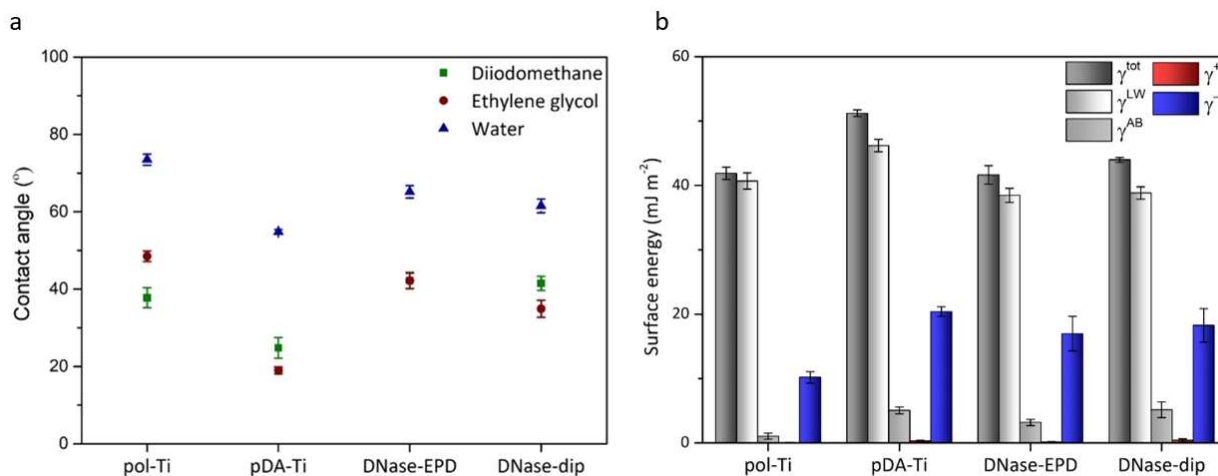 a
100
80
60
40
20
0
Contact angle (°)
Diiodomethane
Ethylene glycol
Water
pol-Ti
pDA-Ti
DNase-EPD
DNase-dip
b
60
40
20
0
Surface energy (mJ m⁻²)
γ^tot
γ^LW
γ^AB
γ⁺
γ⁻
pol-Ti
pDA-Ti
DNase-EPD
DNase-dip